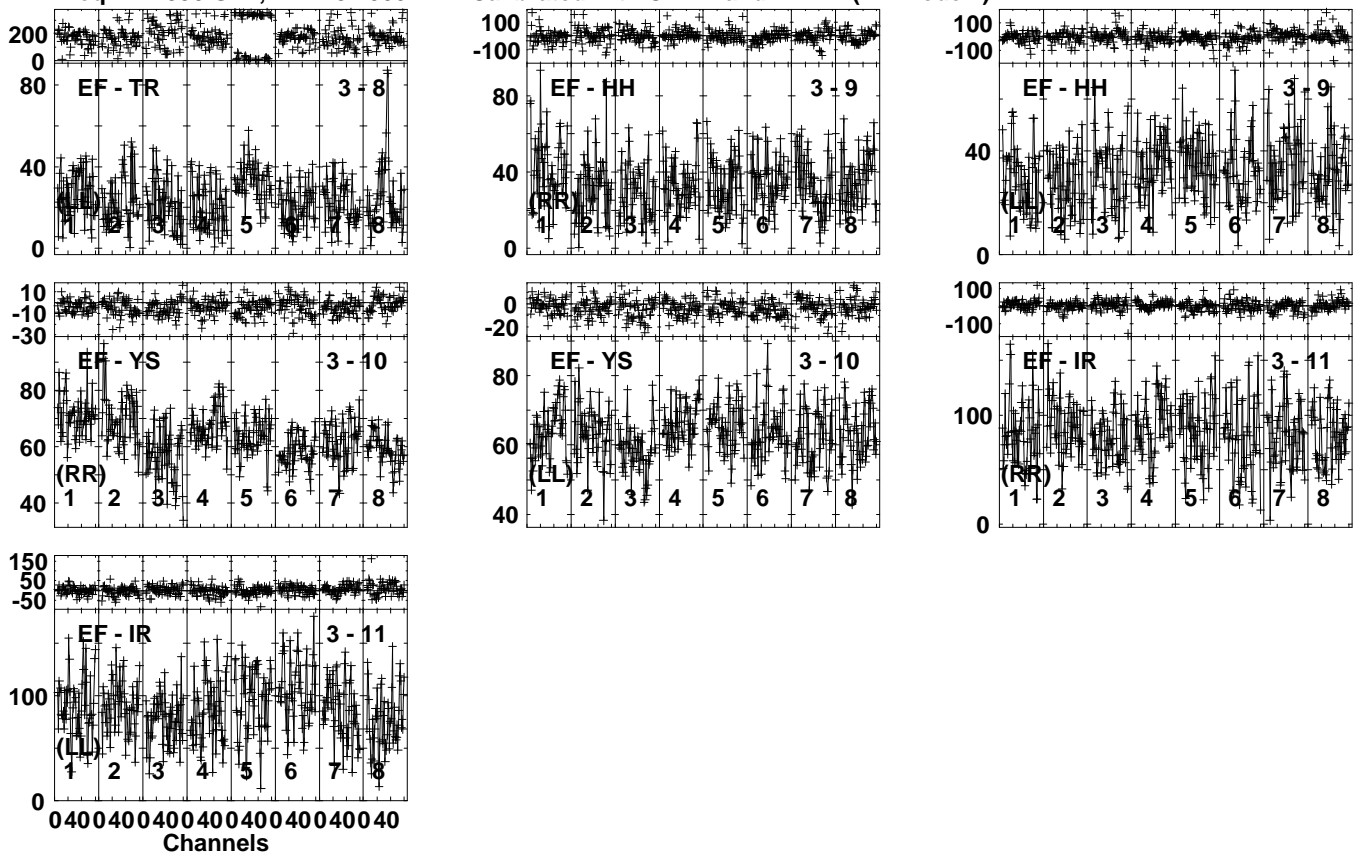 200
0
80
40
0
EF - TR 3 - 8
(LL)
1 2 3 4 5 6 7 8
100
-100
80
40
0
EF - HH 3 - 9
(RR)
1 2 3 4 5 6 7 8
100
-100
40
0
EF - HH 3 - 9
(LL)
1 2 3 4 5 6 7 8
10
-10
-30
80
60
40
EF - YS 3 - 10
(RR)
1 2 3 4 5 6 7 8
0
-20
80
60
40
EF - YS 3 - 10
(LL)
1 2 3 4 5 6 7 8
100
-100
100
0
EF - IR 3 - 11
(RR)
1 2 3 4 5 6 7 8
150
50
-50
100
0
EF - IR 3 - 11
(LL)
1 2 3 4 5 6 7 8
0 40 0 40 0 40 0 40 0 40 0 40 0 40 0 40
Channels